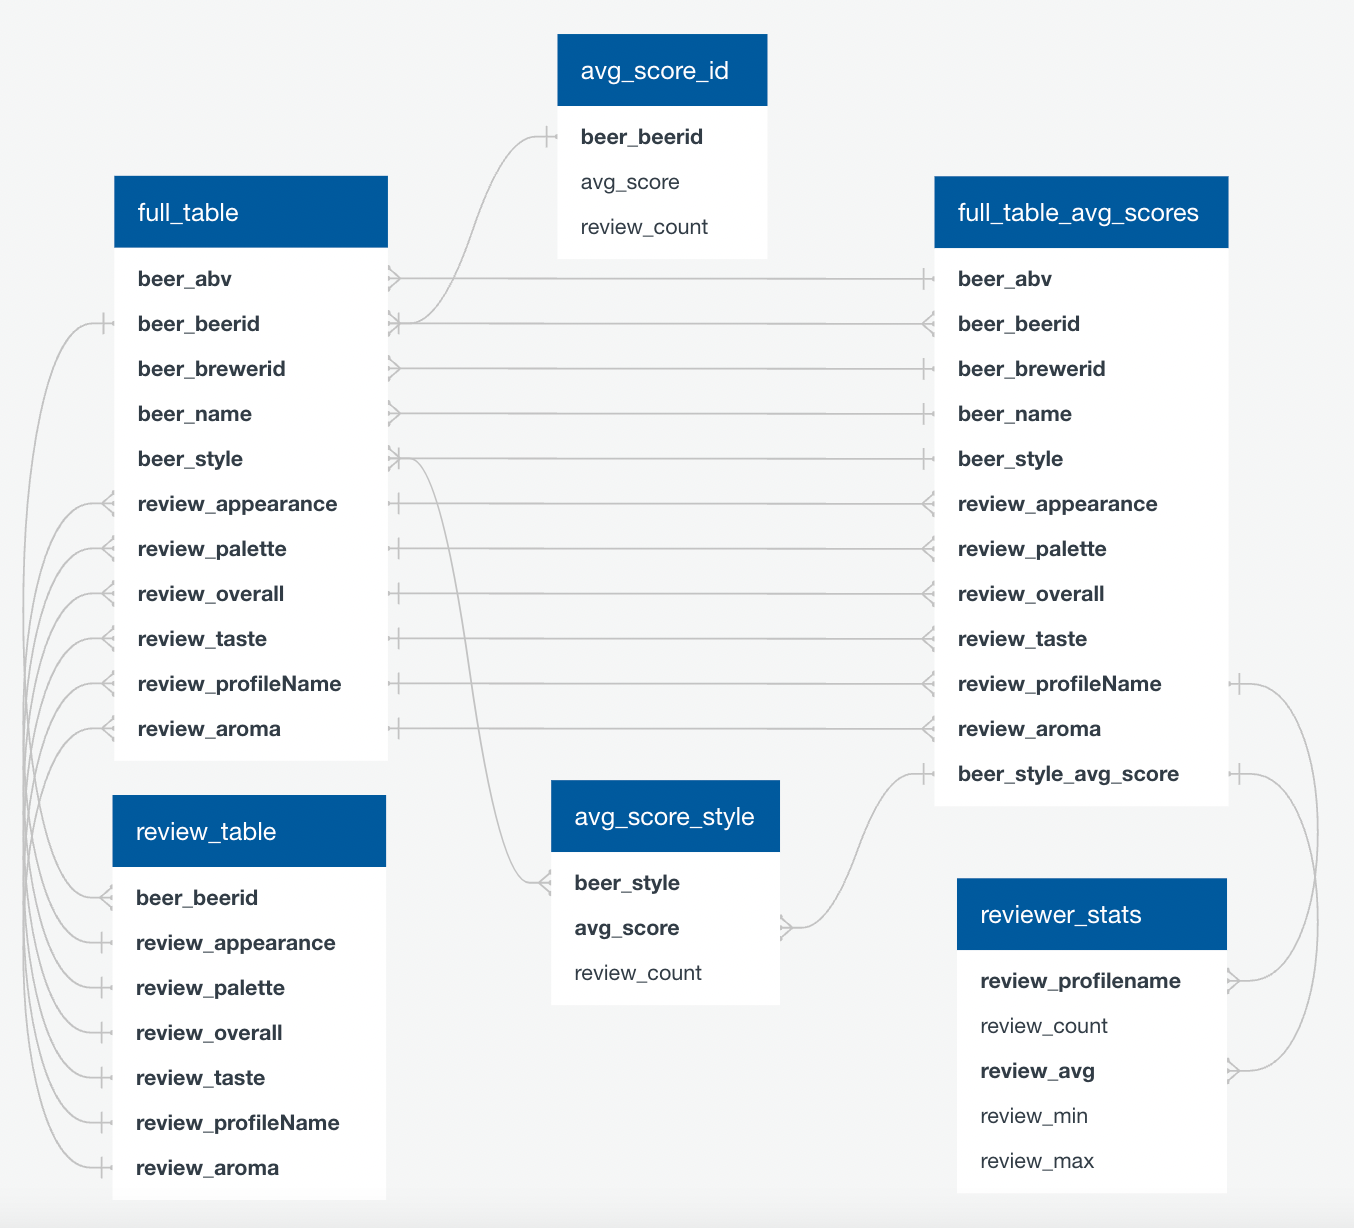 avg_score_id
beer_beerid
avg_score
review_count
full_table
beer_abv
beer_beerid
beer_brewerid
beer_name
beer_style
review_appearance
review_palette
review_overall
review_taste
review_profileName
review_aroma
full_table_avg_scores
beer_abv
beer_beerid
beer_brewerid
beer_name
beer_style
review_appearance
review_palette
review_overall
review_taste
review_profileName
review_aroma
beer_style_avg_score
review_table
beer_beerid
review_appearance
review_palette
review_overall
review_taste
review_profileName
review_aroma
avg_score_style
beer_style
avg_score
review_count
reviewer_stats
review_profilename
review_count
review_avg
review_min
review_max